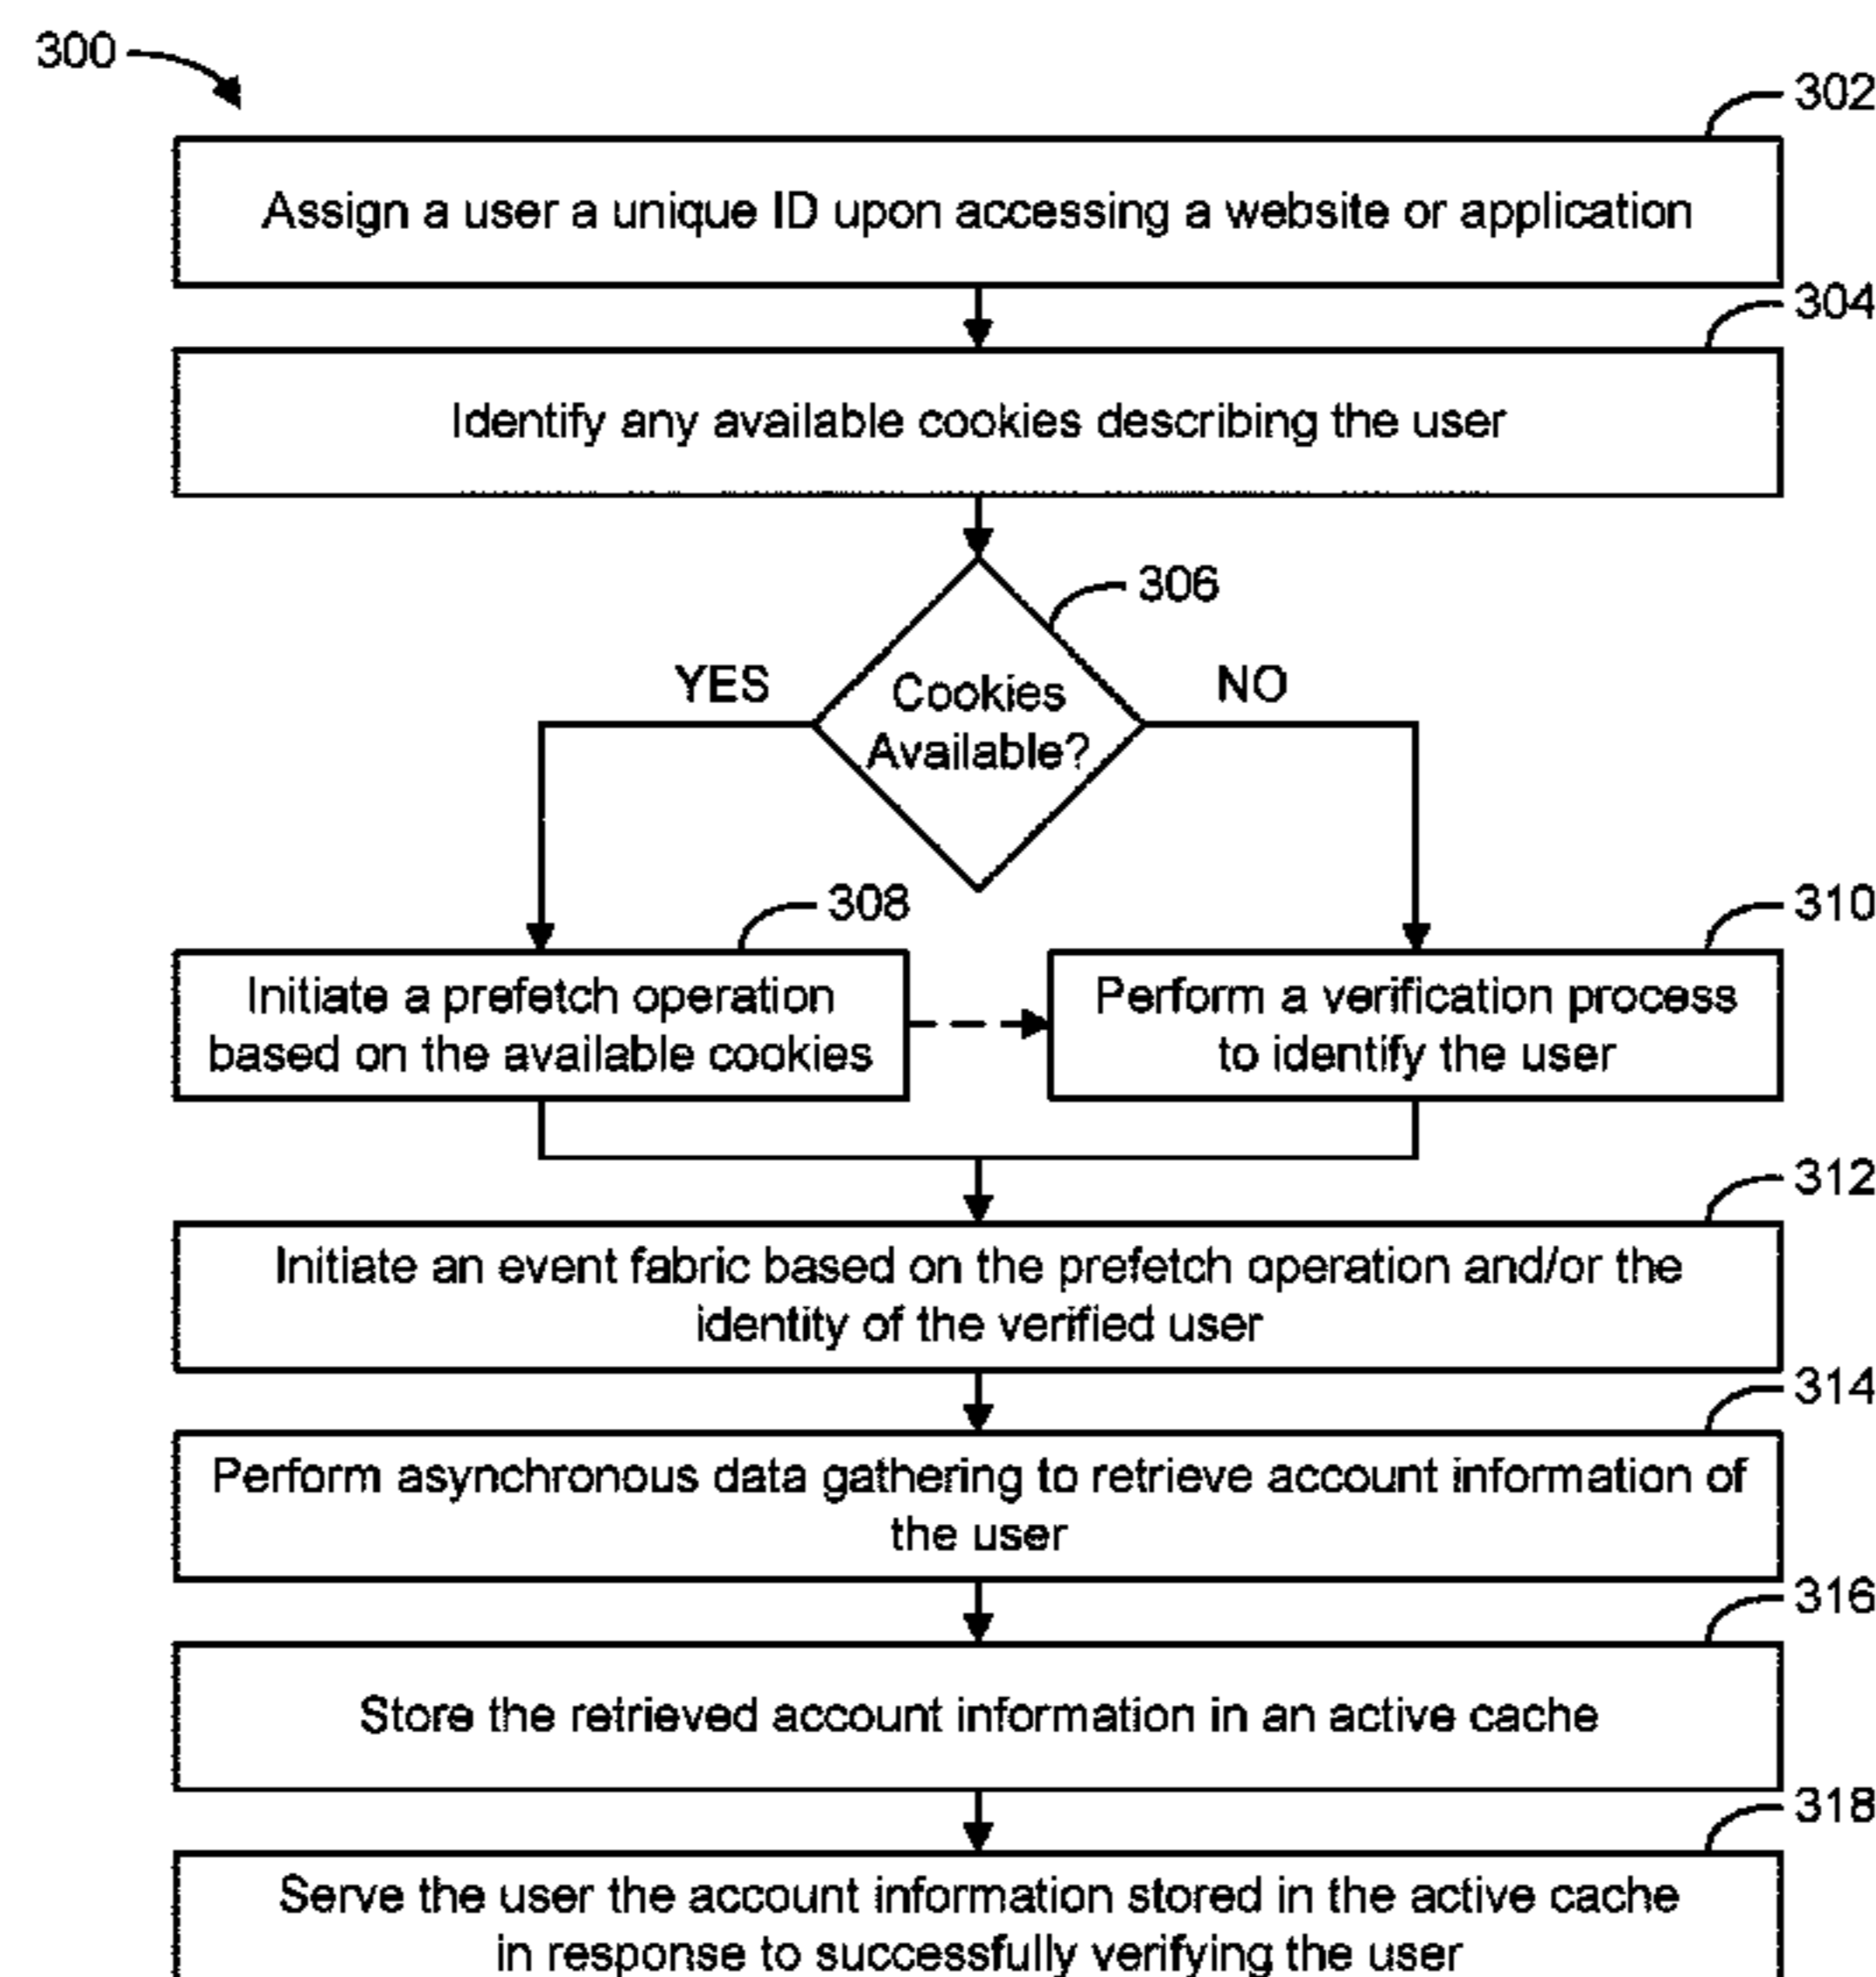 300
302
Assign a user a unique ID upon accessing a website or application
304
Identify any available cookies describing the user
306
YES
Cookies
Available?
NO
308
310
Initiate a prefetch operation
based on the available cookies
Perform a verification process
to identify the user
312
Initiate an event fabric based on the prefetch operation and/or the
identity of the verified user
314
Perform asynchronous data gathering to retrieve account information of
the user
316
Store the retrieved account information in an active cache
318
Serve the user the account information stored in the active cache
in response to successfully verifying the user